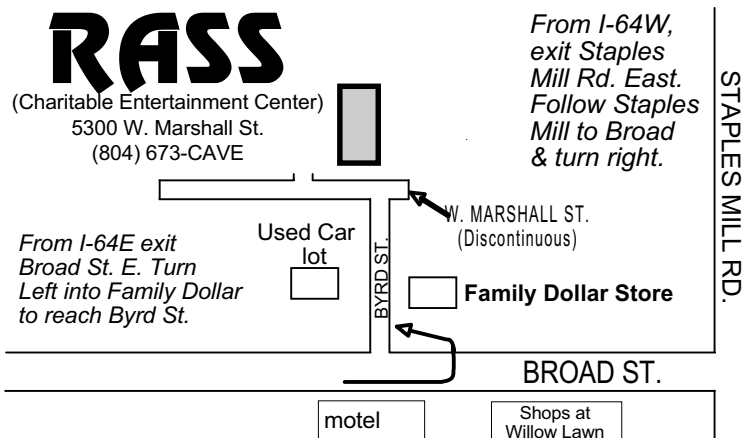 RASS
(Charitable Entertainment Center)
5300 W. Marshall St.
(804) 673-CAVE
From I-64W,
exit Staples
Mill Rd. East.
Follow Staples
Mill to Broad
& turn right.
STAPLES MILL RD.
W. MARSHALL ST.
(Discontinuous)
From I-64E exit
Broad St. E. Turn
Left into Family Dollar
to reach Byrd St.
Used Car
lot
BYRD ST.
Family Dollar Store
BROAD ST.
motel
Shops at
Willow Lawn